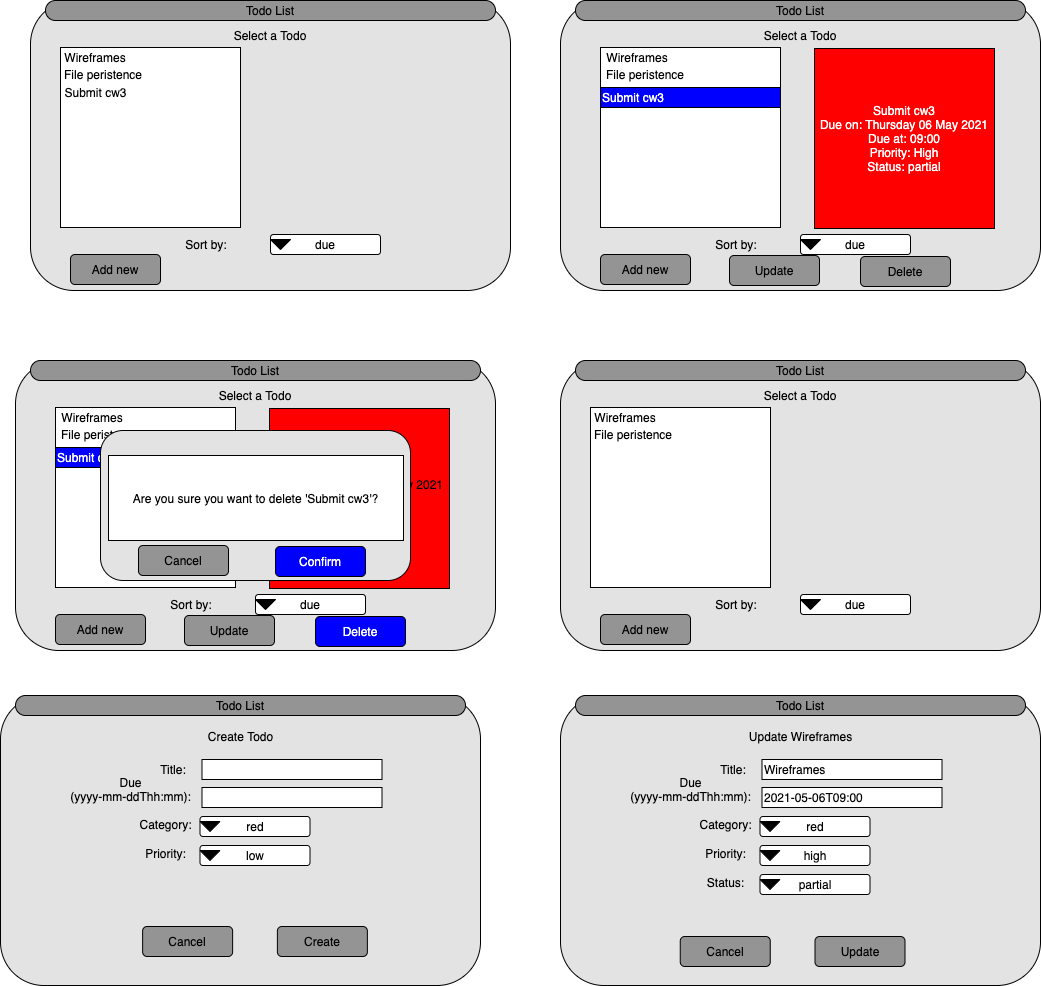 Todo List
Select a Todo
Wireframes
File peristence
Submit cw3
Sort by:
due
Add new
Todo List
Select a Todo
Wireframes
File peristence
Submit cw3
Submit cw3
Due on: Thursday 06 May 2021
Due at: 09:00
Priority: High
Status: partial
Sort by:
due
Add new
Update
Delete
Todo List
Select a Todo
Wireframes
File perist
Submit c
2021
Are you sure you want to delete 'Submit cw3'?
Cancel
Confirm
Sort by:
due
Add new
Update
Delete
Todo List
Select a Todo
Wireframes
File peristence
Sort by:
due
Add new
Todo List
Create Todo
Title:
Due
(yyyy-mm-ddThh:mm):
Category:
red
Priority:
low
Cancel
Create
Todo List
Update Wireframes
Title:
Wireframes
Due
(yyyy-mm-ddThh:mm):
2021-05-06T09:00
Category:
red
Priority:
high
Status:
partial
Cancel
Update